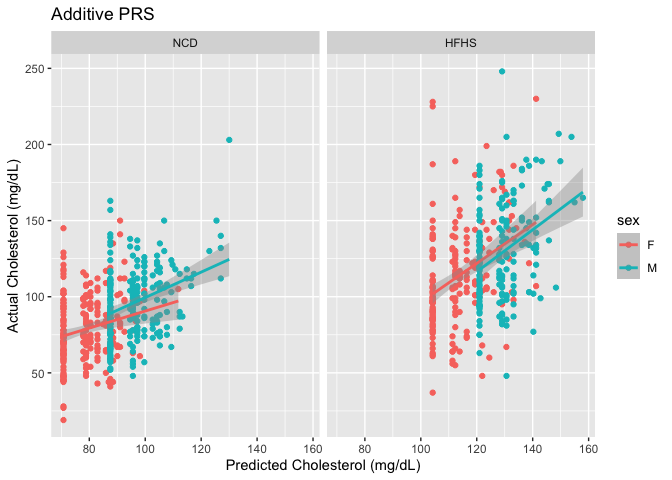 Additive PRS
NCD
HFHS
250
200
150
100
50
Actual Cholesterol (mg/dL)
80 100 120 140 160
80 100 120 140 160
Predicted Cholesterol (mg/dL)
sex
F
M